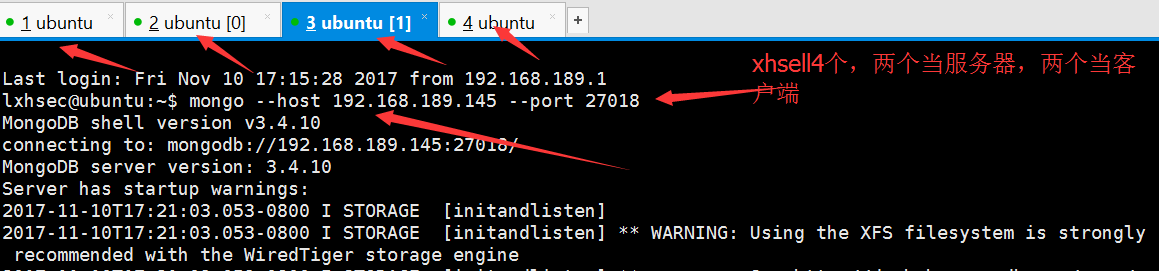 1 ubuntu × 2 ubuntu [0] × 3 ubuntu [1] × 4 ubuntu × +
Last login: Fri Nov 10 17:15:28 2017 from 192.168.189.1
xhsell4个，两个当服务器，两个当客
户端
lxhsec@ubuntu:~$ mongo --host 192.168.189.145 --port 27018
MongoDB shell version v3.4.10
connecting to: mongodb://192.168.189.145:27018/
MongoDB server version: 3.4.10
Server has startup warnings:
2017-11-10T17:21:03.053-0800 I STORAGE  [initandlisten]
2017-11-10T17:21:03.053-0800 I STORAGE  [initandlisten] ** WARNING: Using the XFS filesystem is strongly
recommended with the WiredTiger storage engine